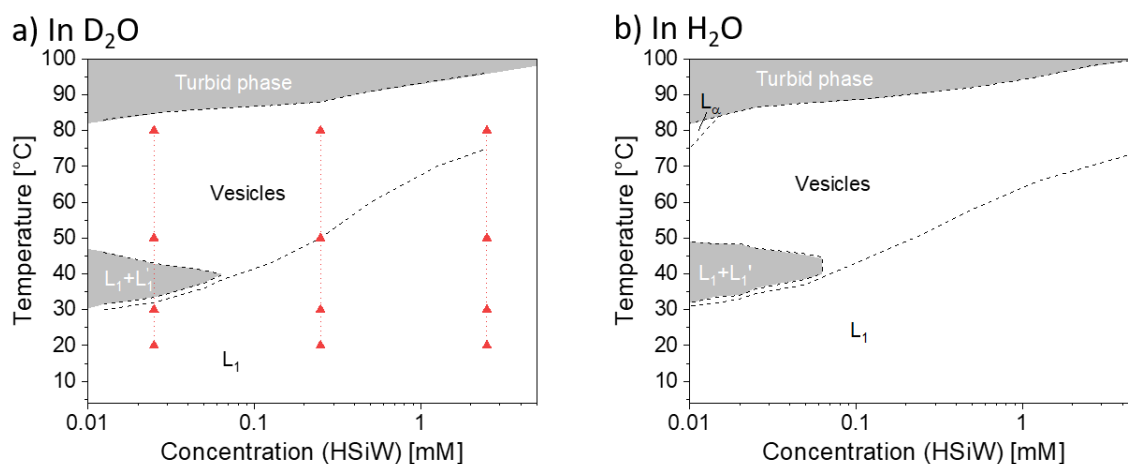 a) In D₂O
100
90
80
70
60
50
40
30
20
10
Temperature [°C]
Turbid phase
Vesicles
L₁+L₁'
L₁
0.01
0.1
1
Concentration (HSiW) [mM]
b) In H₂O
100
90
80
70
60
50
40
30
20
10
Temperature [°C]
Turbid phase
Lα
Vesicles
L₁+L₁'
L₁
0.01
0.1
1
Concentration (HSiW) [mM]